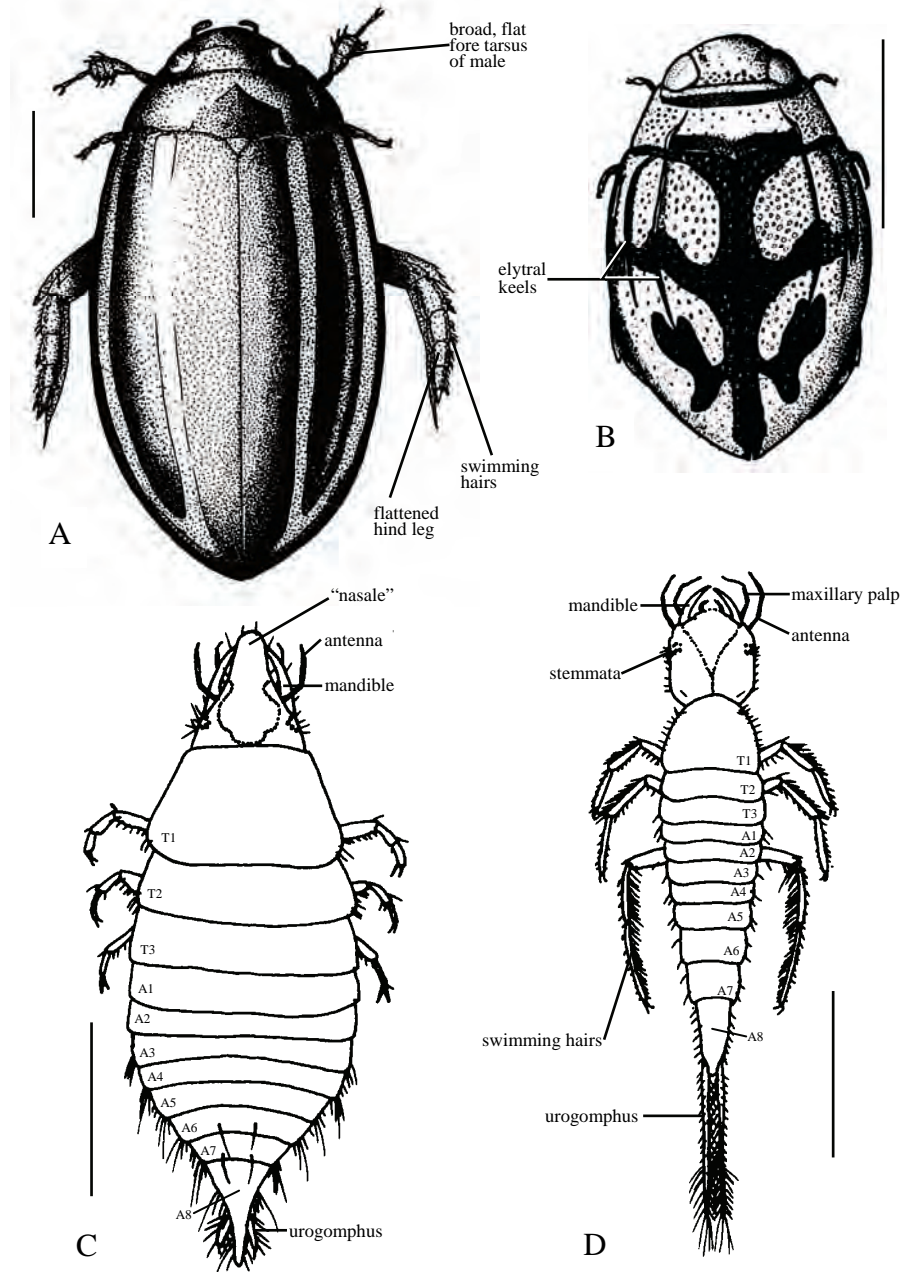 broad, flat
fore tarsus
of male
elytral
keels
B
swimming
hairs
flattened
hind leg
A
“nasale”
antenna
mandible
T1
T2
T3
A1
A2
A3
A4
A5
A6
A7
A8
urogomphus
C
mandible
maxillary palp
antenna
stemmata
T1
T2
T3
A1
A2
A3
A4
A5
A6
A7
A8
swimming hairs
urogomphus
D